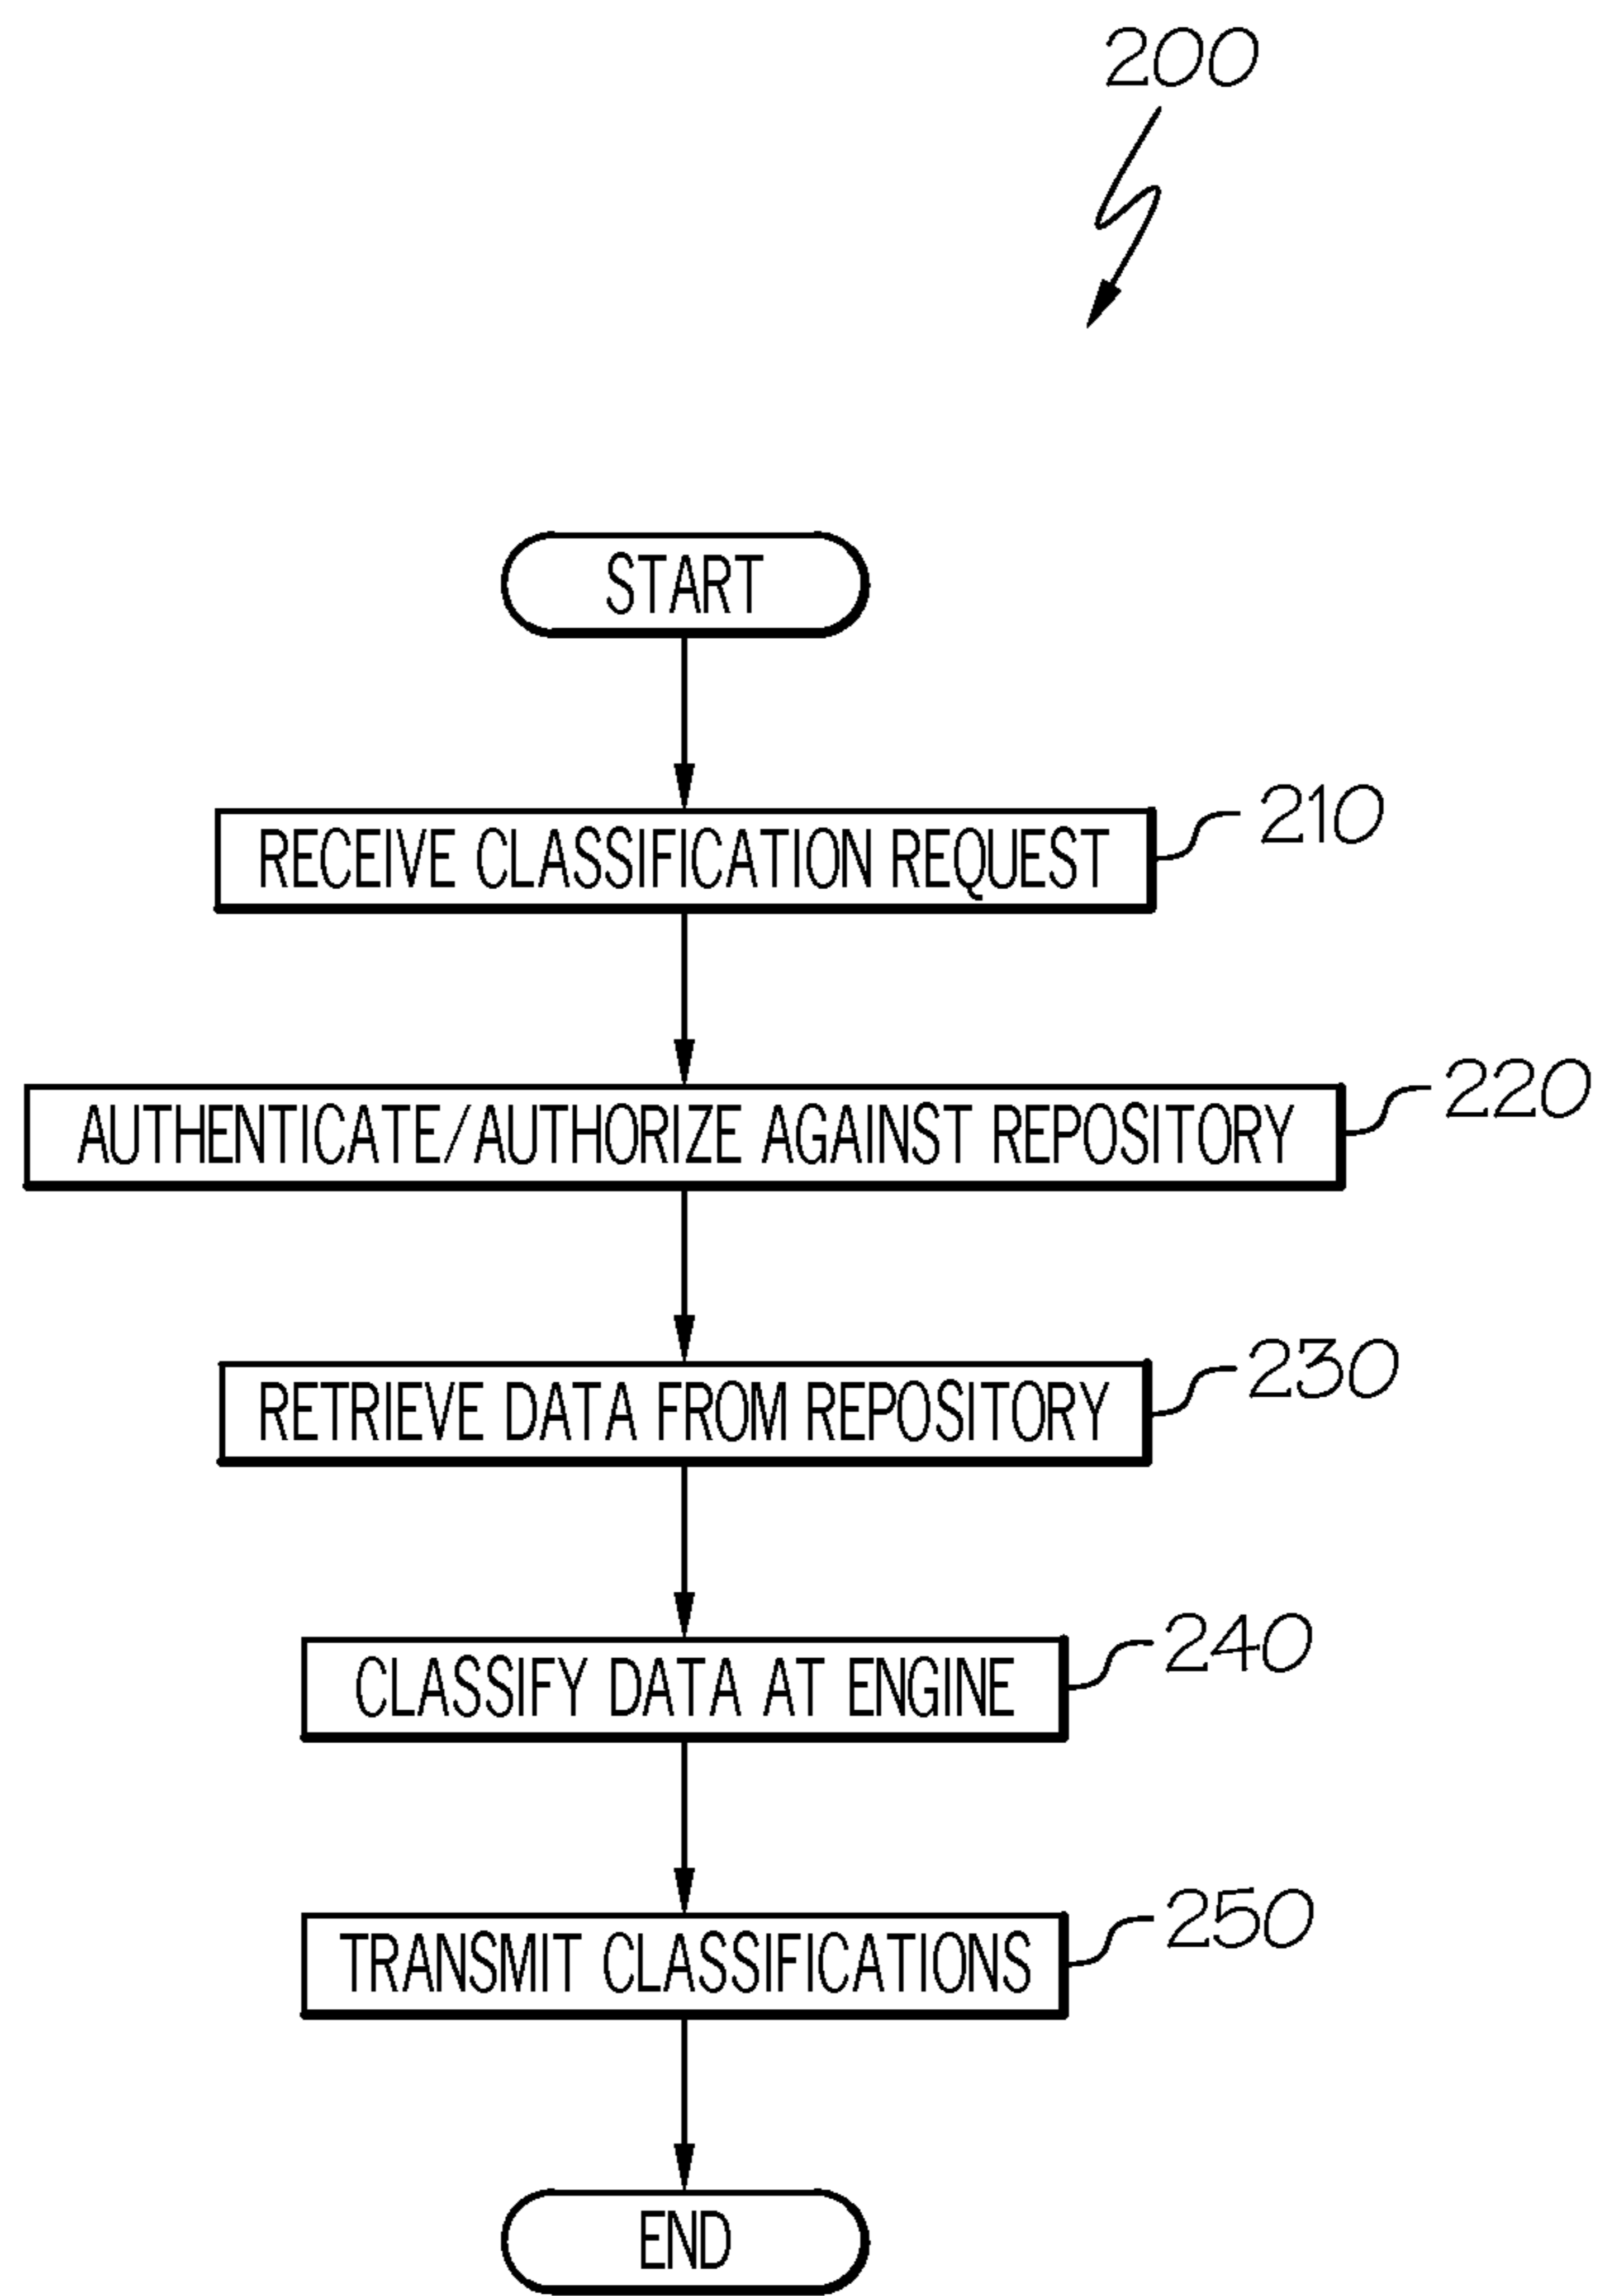 200
START
RECEIVE CLASSIFICATION REQUEST
210
AUTHENTICATE/AUTHORIZE AGAINST REPOSITORY
220
RETRIEVE DATA FROM REPOSITORY
230
CLASSIFY DATA AT ENGINE
240
TRANSMIT CLASSIFICATIONS
250
END